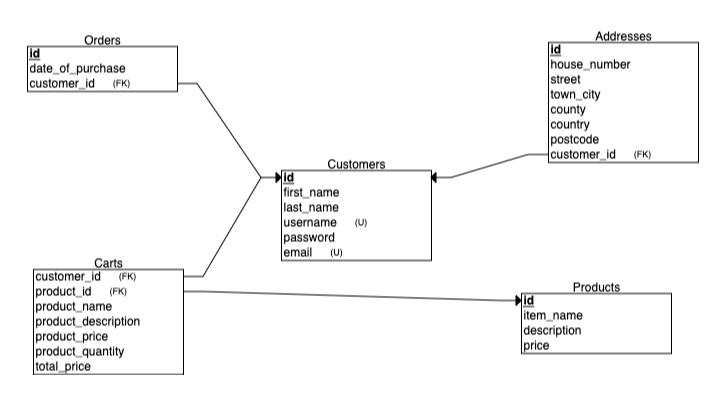 Orders
id
date_of_purchase
customer_id (FK)
Addresses
id
house_number
street
town_city
county
country
postcode
customer_id (FK)
Customers
id
first_name
last_name
username (U)
password
email (U)
Carts
customer_id (FK)
product_id (FK)
product_name
product_description
product_price
product_quantity
total_price
Products
id
item_name
description
price